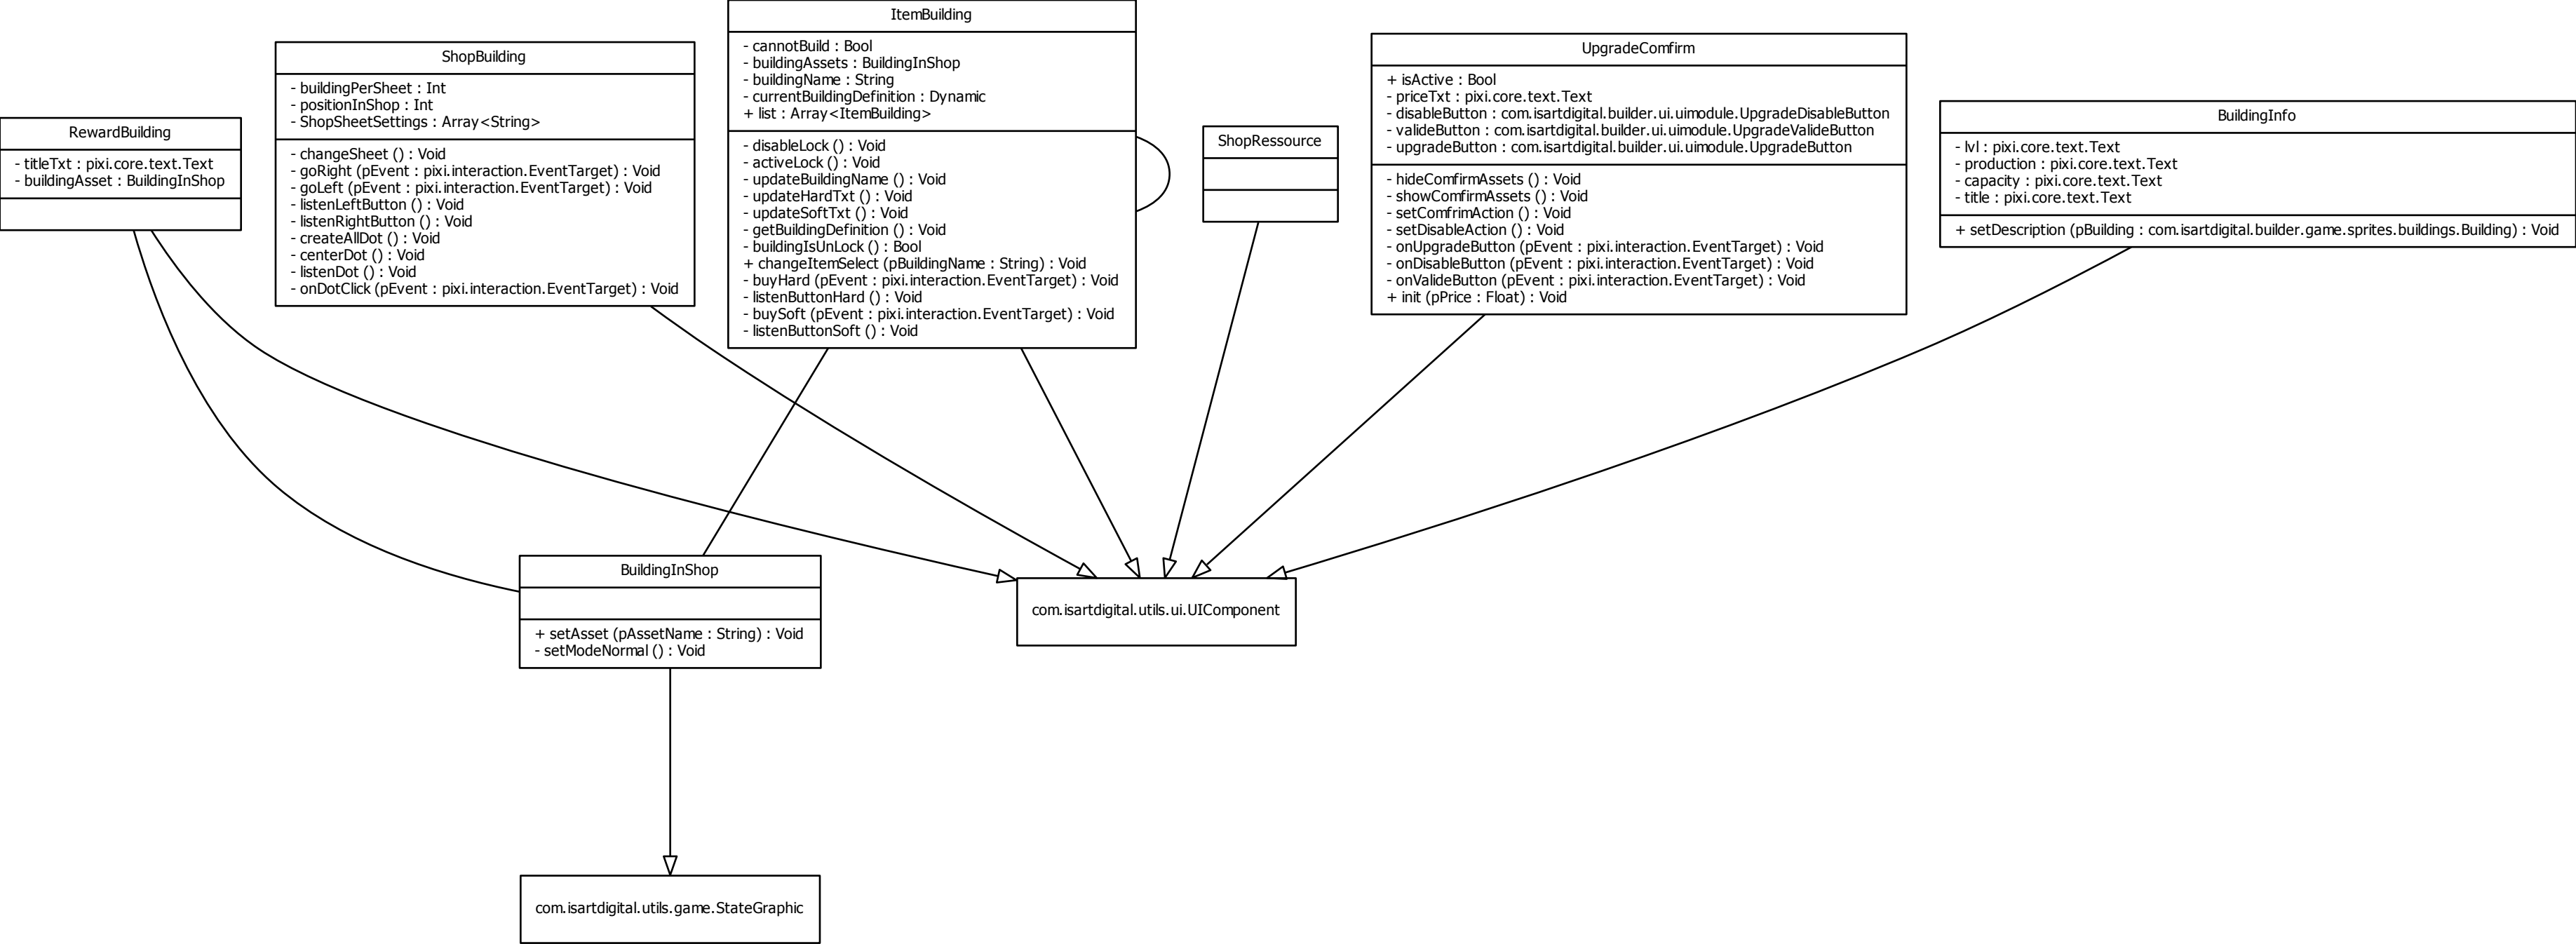 RewardBuilding
- titleTxt : pixi.core.text.Text
- buildingAsset : BuildingInShop
ShopBuilding
- buildingPerSheet : Int
- positionInShop : Int
- ShopSheetSettings : Array<String>
- changeSheet () : Void
- goRight (pEvent : pixi.interaction.EventTarget) : Void
- goLeft (pEvent : pixi.interaction.EventTarget) : Void
- listenLeftButton () : Void
- listenRightButton () : Void
- createAllDot () : Void
- centerDot () : Void
- listenDot () : Void
- onDotClick (pEvent : pixi.interaction.EventTarget) : Void
ItemBuilding
- cannotBuild : Bool
- buildingAssets : BuildingInShop
- buildingName : String
- currentBuildingDefinition : Dynamic
+ list : Array<ItemBuilding>
- disableLock () : Void
- activeLock () : Void
- updateBuildingName () : Void
- updateHardTxt () : Void
- updateSoftTxt () : Void
- getBuildingDefinition () : Void
- buildingIsUnLock () : Bool
+ changeItemSelect (pBuildingName : String) : Void
- buyHard (pEvent : pixi.interaction.EventTarget) : Void
- listenButtonHard () : Void
- buySoft (pEvent : pixi.interaction.EventTarget) : Void
- listenButtonSoft () : Void
ShopRessource
UpgradeComfirm
+ isActive : Bool
- priceTxt : pixi.core.text.Text
- disableButton : com.isartdigital.builder.ui.uimodule.UpgradeDisableButton
- valideButton : com.isartdigital.builder.ui.uimodule.UpgradeValideButton
- upgradeButton : com.isartdigital.builder.ui.uimodule.UpgradeButton
- hideComfirmAssets () : Void
- showComfirmAssets () : Void
- setComfrimAction () : Void
- setDisableAction () : Void
- onUpgradeButton (pEvent : pixi.interaction.EventTarget) : Void
- onDisableButton (pEvent : pixi.interaction.EventTarget) : Void
- onValideButton (pEvent : pixi.interaction.EventTarget) : Void
+ init (pPrice : Float) : Void
BuildingInfo
- lvl : pixi.core.text.Text
- production : pixi.core.text.Text
- capacity : pixi.core.text.Text
- title : pixi.core.text.Text
+ setDescription (pBuilding : com.isartdigital.builder.game.sprites.buildings.Building) : Void
BuildingInShop
+ setAsset (pAssetName : String) : Void
- setModeNormal () : Void
com.isartdigital.utils.ui.UIComponent
com.isartdigital.utils.game.StateGraphic